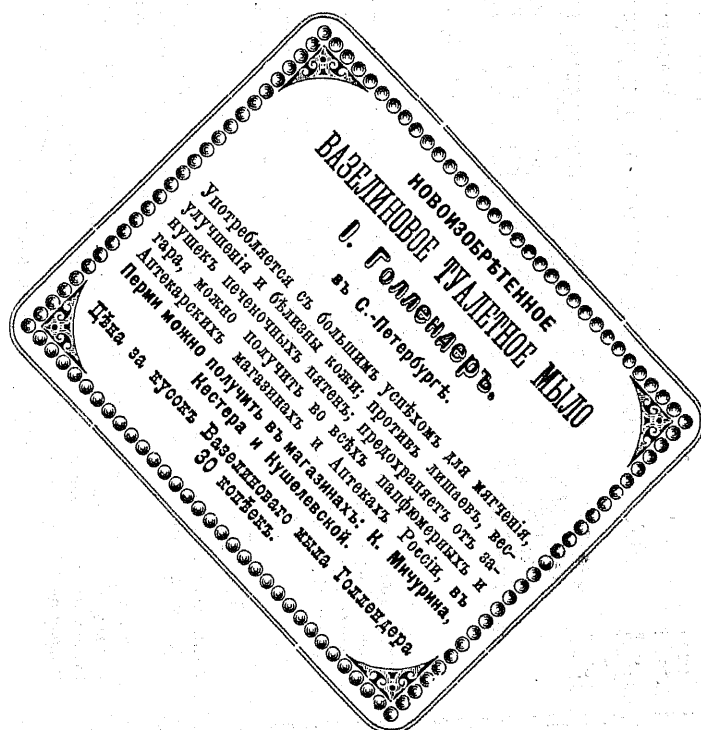 НОВОИЗОБРѢТЕННОЕ
ВАЗЕЛИНОВОЕ ТУАЛЕТНОЕ МЫЛО
О. ГОЛЛЕНДЕРЪ.
въ С.-Петербургѣ.
Употребляется съ большимъ успѣхомъ для мягченія,
улучшенія и бѣлизны кожи; противъ лишаевъ, вес-
нушекъ печеночныхъ пятенъ; предохраняетъ отъ за-
гара, можно получить во всѣхъ парфюмерныхъ и
Аптекарскихъ магазинахъ и Аптекахъ Россіи, въ
Перми можно получить въ магазинахъ: К. Мичурина,
Кестера и Кушелевской.
Цѣна за кусокъ Вазелиноваго мыла Голлендера
30 копѣекъ.